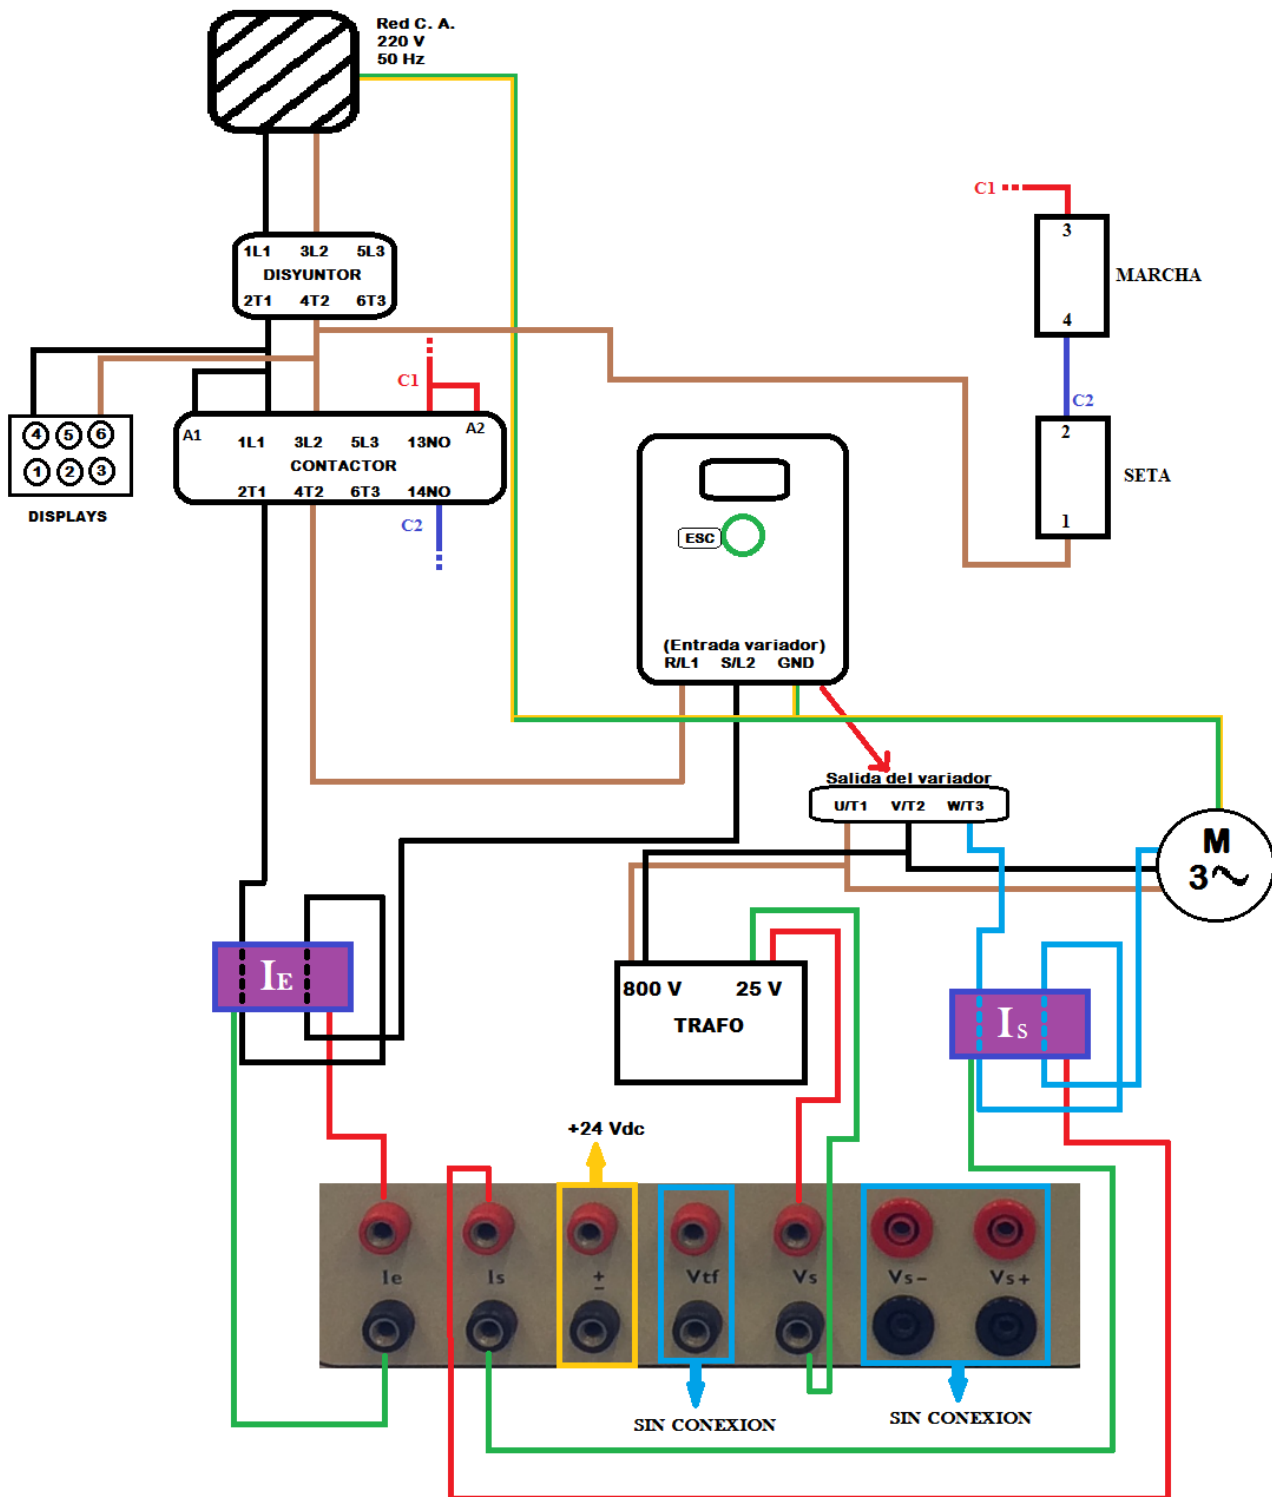 Red C. A.
220 V
50 Hz
C1
3
MARCHA
4
C2
2
SETA
1
1L1 3L2 5L3
DISYUNTOR
2T1 4T2 6T3
C1
A1 A2
1L1 3L2 5L3 13NO
CONTACTOR
2T1 4T2 6T3 14NO
C2
4 5 6
1 2 3
DISPLAYS
ESC
(Entrada variador)
R/L1 S/L2 GND
Salida del variador
U/T1 V/T2 W/T3
M
3~
IE
800 V 25 V
TRAFO
IS
+24 Vdc
Ie Is + - Vtf Vs Vs- Vs+
SIN CONEXION
SIN CONEXION